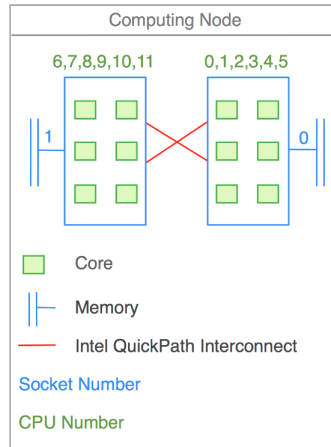 Computing Node
6,7,8,9,10,11 0,1,2,3,4,5
1 0
Core
Memory
Intel QuickPath Interconnect
Socket Number
CPU Number